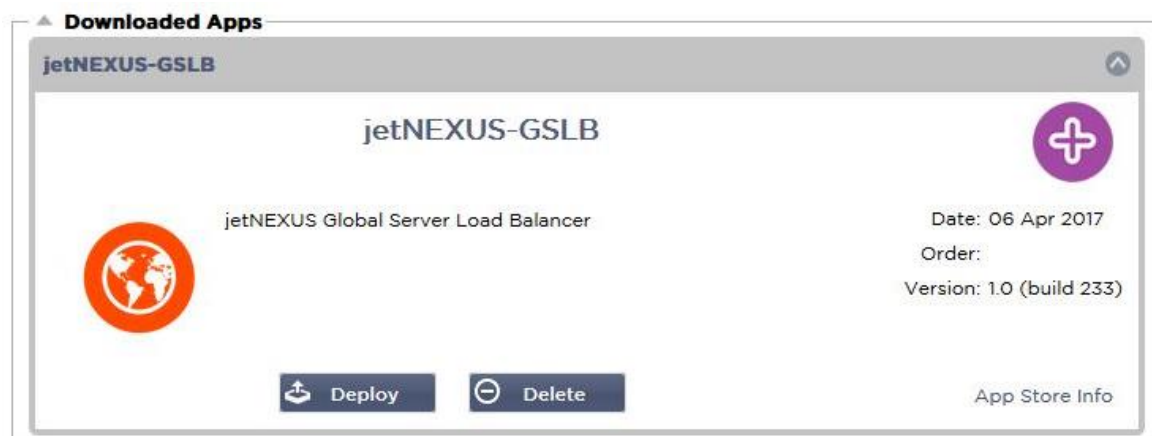 Downloaded Apps
jetNEXUS-GSLB
jetNEXUS-GSLB
jetNEXUS Global Server Load Balancer
Date: 06 Apr 2017
Order:
Version: 1.0 (build 233)
Deploy
Delete
App Store Info